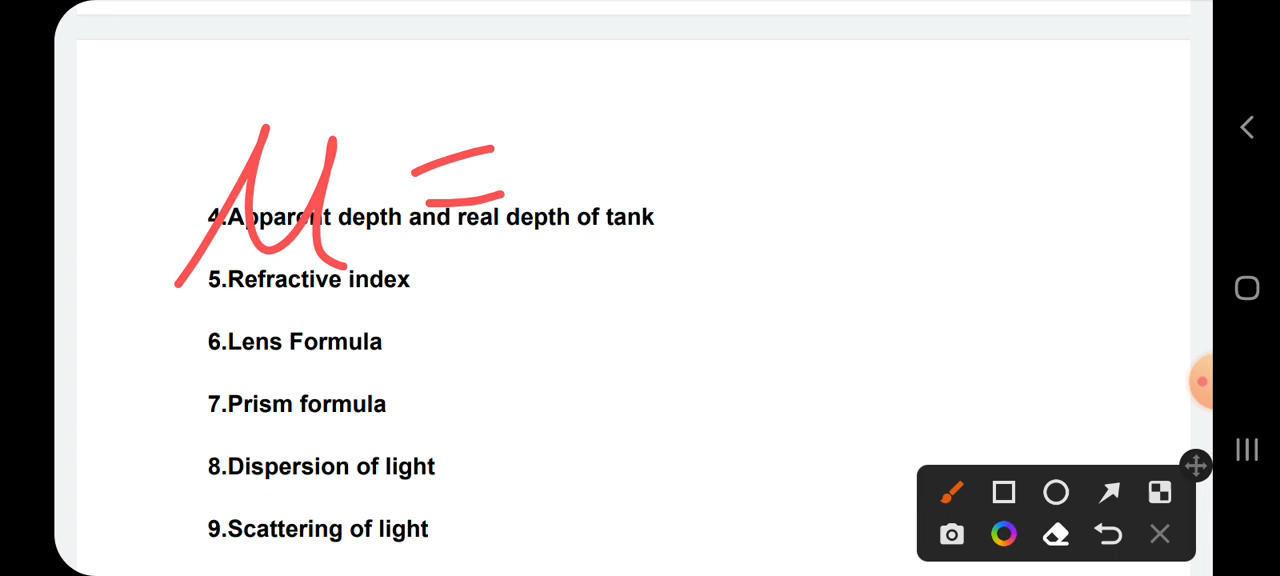 μ =
4.Apparent depth and real depth of tank
5.Refractive index
6.Lens Formula
7.Prism formula
8.Dispersion of light
9.Scattering of light